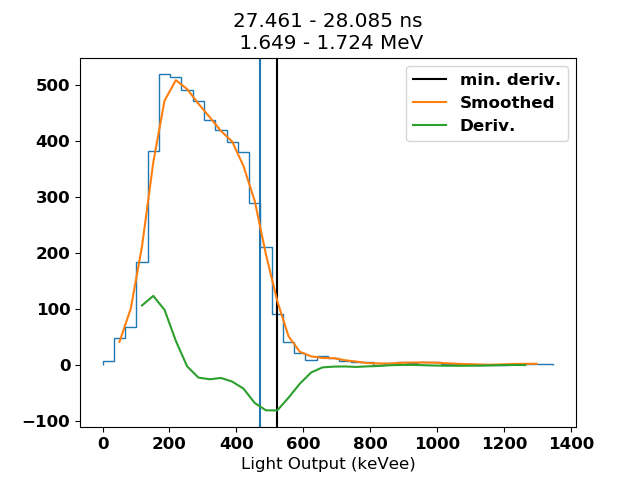 27.461 - 28.085 ns
1.649 - 1.724 MeV
min. deriv.
Smoothed
Deriv.
500
400
300
200
100
0
−100
0 200 400 600 800 1000 1200 1400
Light Output (keVee)